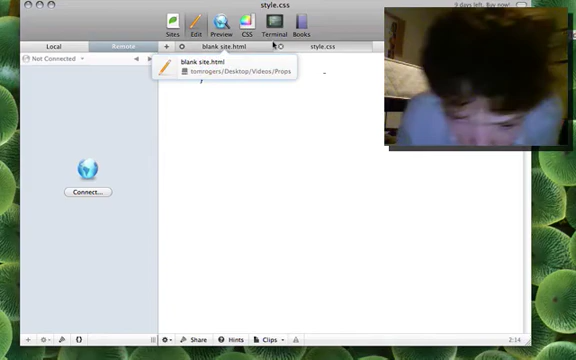 style.css
9 days left. Buy now!
Sites Edit Preview CSS Terminal Books
Local Remote blank site.html style.css
Not Connected
blank site.html
tomrogers/Desktop/Videos/Props
Connect...
Share Hints Clips 2:14